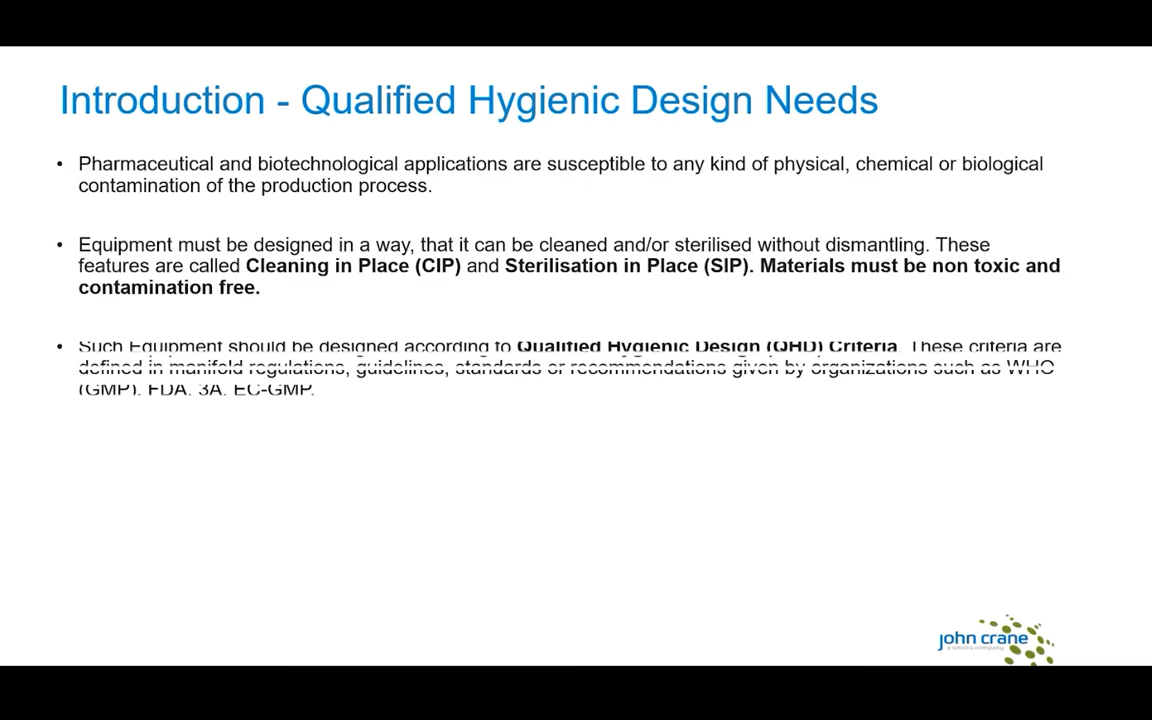 Introduction - Qualified Hygienic Design Needs
• Pharmaceutical and biotechnological applications are susceptible to any kind of physical, chemical or biological
contamination of the production process.
• Equipment must be designed in a way, that it can be cleaned and/or sterilised without dismantling. These
features are called Cleaning in Place (CIP) and Sterilisation in Place (SIP). Materials must be non toxic and
contamination free.
• Such Equipment should be designed according to Qualified Hygienic Design (QHD) Criteria. These criteria are
defined in manifold regulations, guidelines, standards or recommendations given by organizations such as WHO
(GMP), FDA, 3A, EC-GMP.
john crane
a smiths company